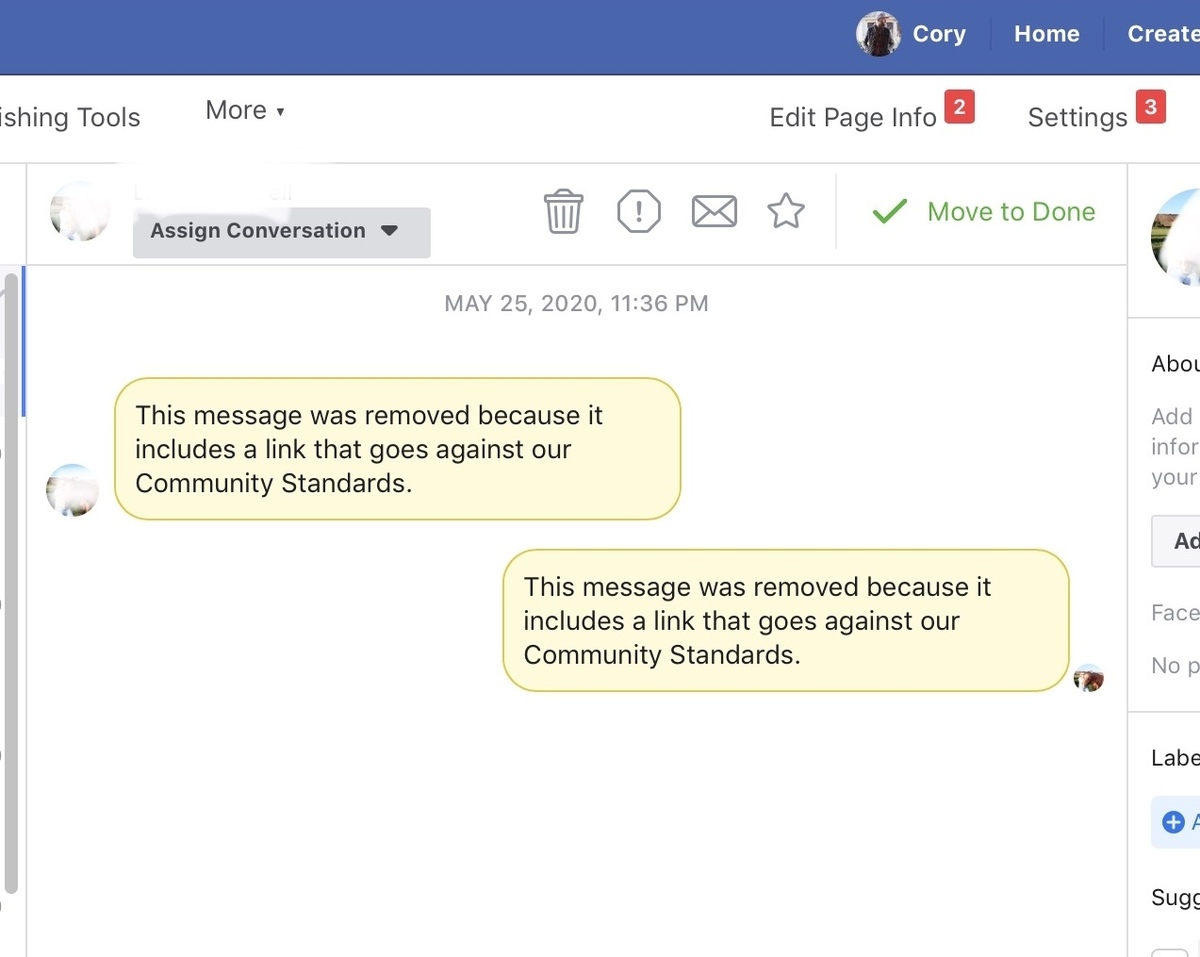 Cory Home Create
ishing Tools More ▾ Edit Page Info 2 Settings 3
Assign Conversation
Move to Done
MAY 25, 2020, 11:36 PM
This message was removed because it
includes a link that goes against our
Community Standards.
This message was removed because it
includes a link that goes against our
Community Standards.
Abou
Add
infor
your
Ad
Face
No p
Labe
A
Sugg